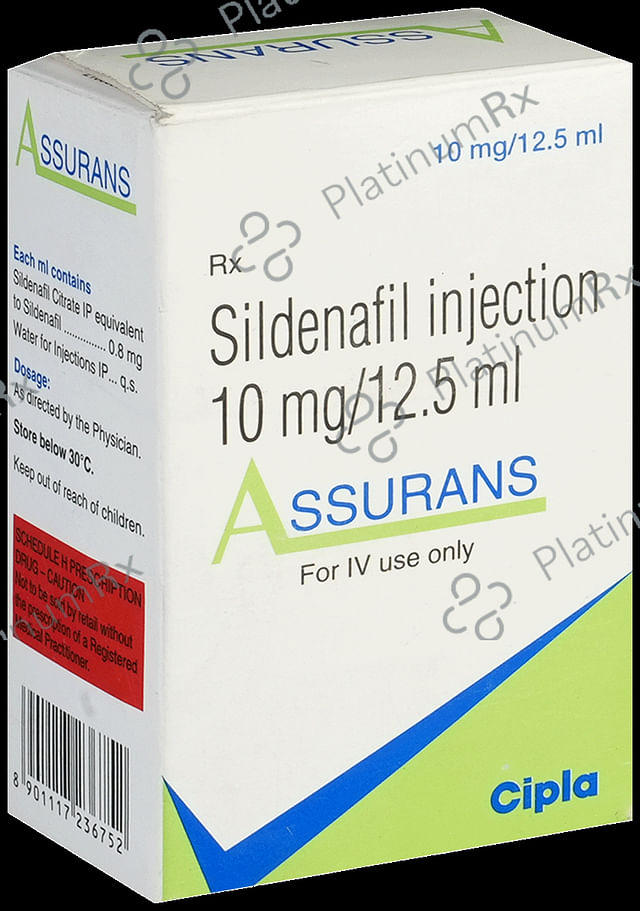 ASSURANS
ASSURANS
Each ml contains
Sildenafil Citrate IP equivalent
to Sildenafil .............. 0.8 mg
Water for Injections IP... q.s.
Dosage:
As directed by the Physician.
Store below 30°C.
Keep out of reach of children.
SCHEDULE H PRESCRIPTION
DRUG – CAUTION
Not to be sold by retail without
the prescription of a Registered
Medical Practitioner.
8 901117 236752
10 mg/12.5 ml
Rx
Sildenafil injection
10 mg/12.5 ml
ASSURANS
For IV use only
Cipla
PlatinumRx
PlatinumRx